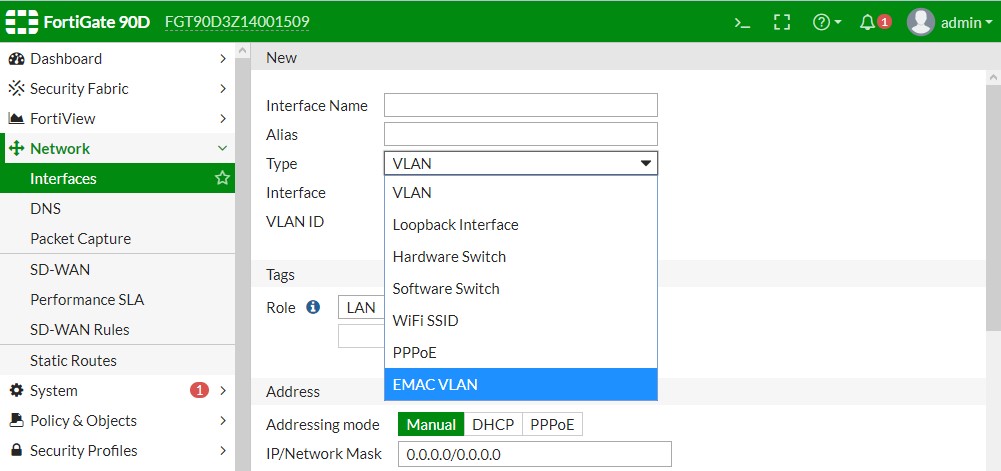 FortiGate 90D FGT90D3Z14001509 >_ ? 1 admin
Dashboard
Security Fabric
FortiView
Network
Interfaces
DNS
Packet Capture
SD-WAN
Performance SLA
SD-WAN Rules
Static Routes
System 1
Policy & Objects
Security Profiles
New
Interface Name
Alias
Type VLAN
Interface
VLAN ID
VLAN
Loopback Interface
Hardware Switch
Software Switch
WiFi SSID
PPPoE
EMAC VLAN
Tags
Role i LAN
Address
Addressing mode Manual DHCP PPPoE
IP/Network Mask 0.0.0.0/0.0.0.0